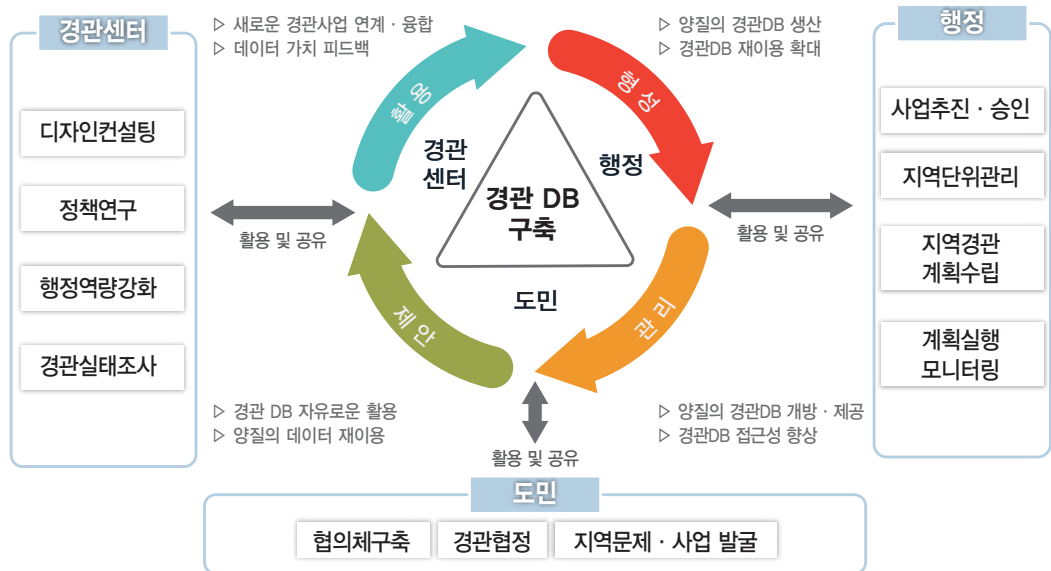 경관센터
디자인컨설팅
정책연구
행정역량강화
경관실태조사
▷ 새로운 경관사업 연계 · 융합
▷ 데이터 가치 피드백
▷ 양질의 경관DB 생산
▷ 경관DB 재이용 확대
활용
형성
관리
제안
경관
센터
행정
도민
경관 DB
구축
활용 및 공유
활용 및 공유
활용 및 공유
▷ 경관 DB 자유로운 활용
▷ 양질의 데이터 재이용
▷ 양질의 경관DB 개방 · 제공
▷ 경관DB 접근성 향상
행정
사업추진 · 승인
지역단위관리
지역경관
계획수립
계획실행
모니터링
도민
협의체구축
경관협정
지역문제 · 사업 발굴